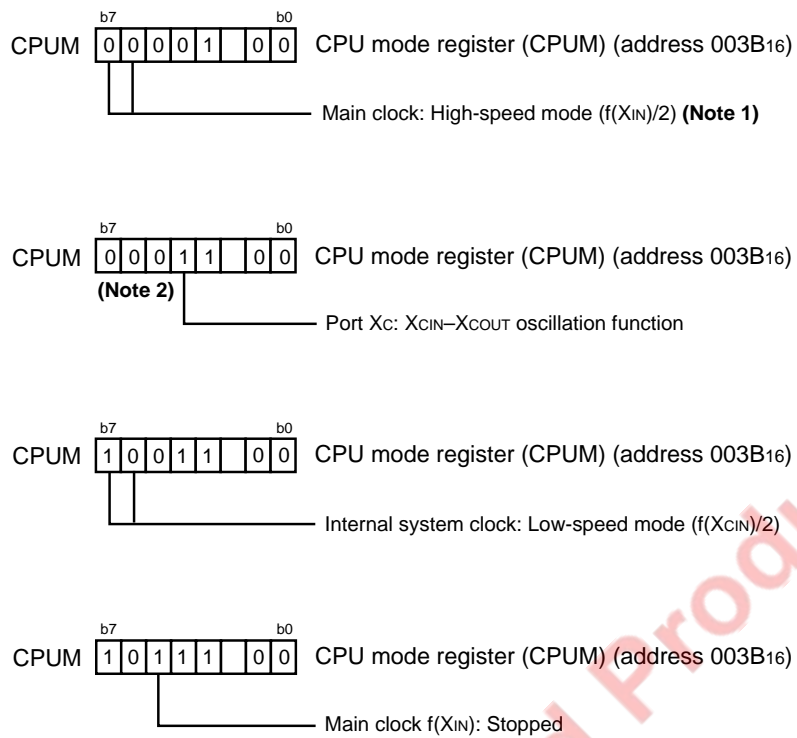 b7 b0
CPUM 0 0 0 0 1 0 0 CPU mode register (CPUM) (address 003B16)
Main clock: High-speed mode (f(XIN)/2) (Note 1)
b7 b0
CPUM 0 0 0 1 1 0 0 CPU mode register (CPUM) (address 003B16)
(Note 2)
Port XC: XCIN–XCOUT oscillation function
b7 b0
CPUM 1 0 0 1 1 0 0 CPU mode register (CPUM) (address 003B16)
Internal system clock: Low-speed mode (f(XCIN)/2)
b7 b0
CPUM 1 0 1 1 1 0 0 CPU mode register (CPUM) (address 003B16)
Main clock f(XIN): Stopped